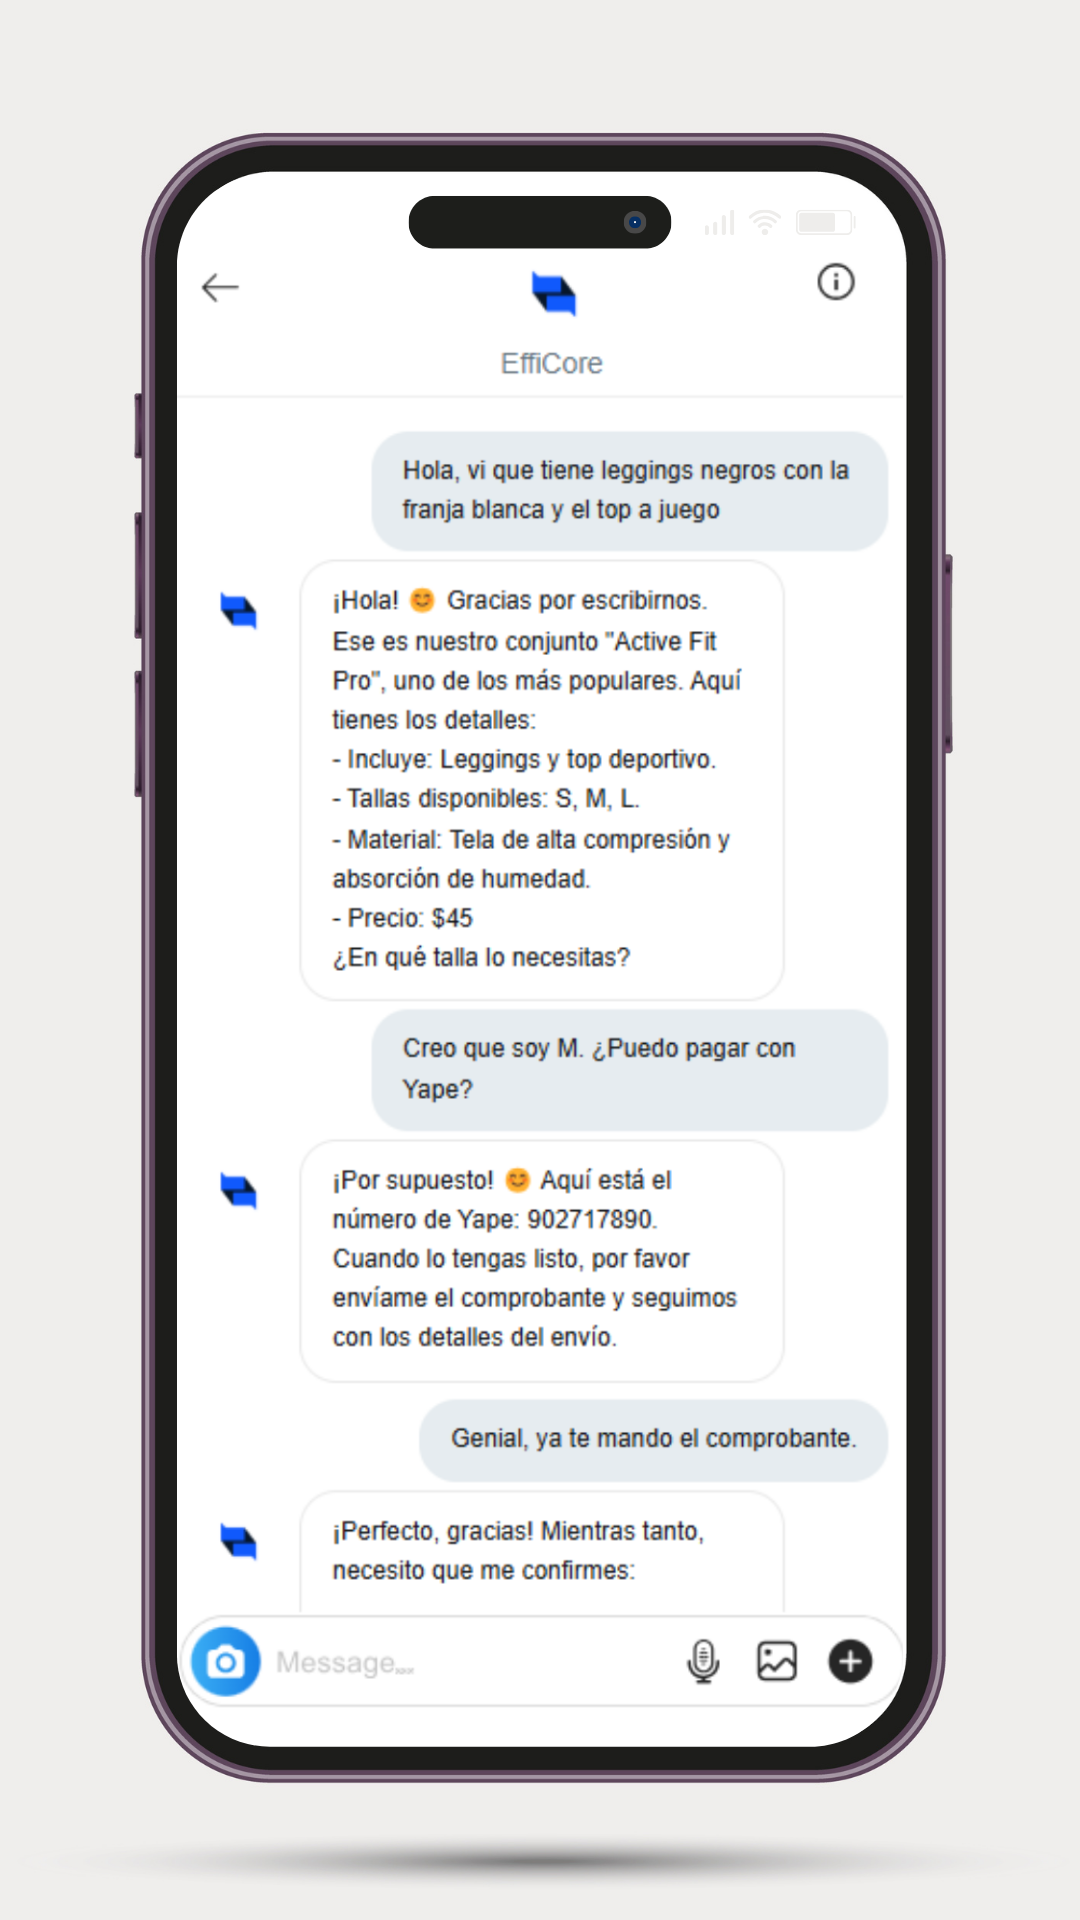 EffiCore
Hola, vi que tiene leggings negros con la
franja blanca y el top a juego
¡Hola! 😊 Gracias por escribirnos.
Ese es nuestro conjunto "Active Fit
Pro", uno de los más populares. Aquí
tienes los detalles:
- Incluye: Leggings y top deportivo.
- Tallas disponibles: S, M, L.
- Material: Tela de alta compresión y
absorción de humedad.
- Precio: $45
¿En qué talla lo necesitas?
Creo que soy M. ¿Puedo pagar con
Yape?
¡Por supuesto! 😊 Aquí está el
número de Yape: 902717890.
Cuando lo tengas listo, por favor
envíame el comprobante y seguimos
con los detalles del envío.
Genial, ya te mando el comprobante.
¡Perfecto, gracias! Mientras tanto,
necesito que me confirmes:
Message...